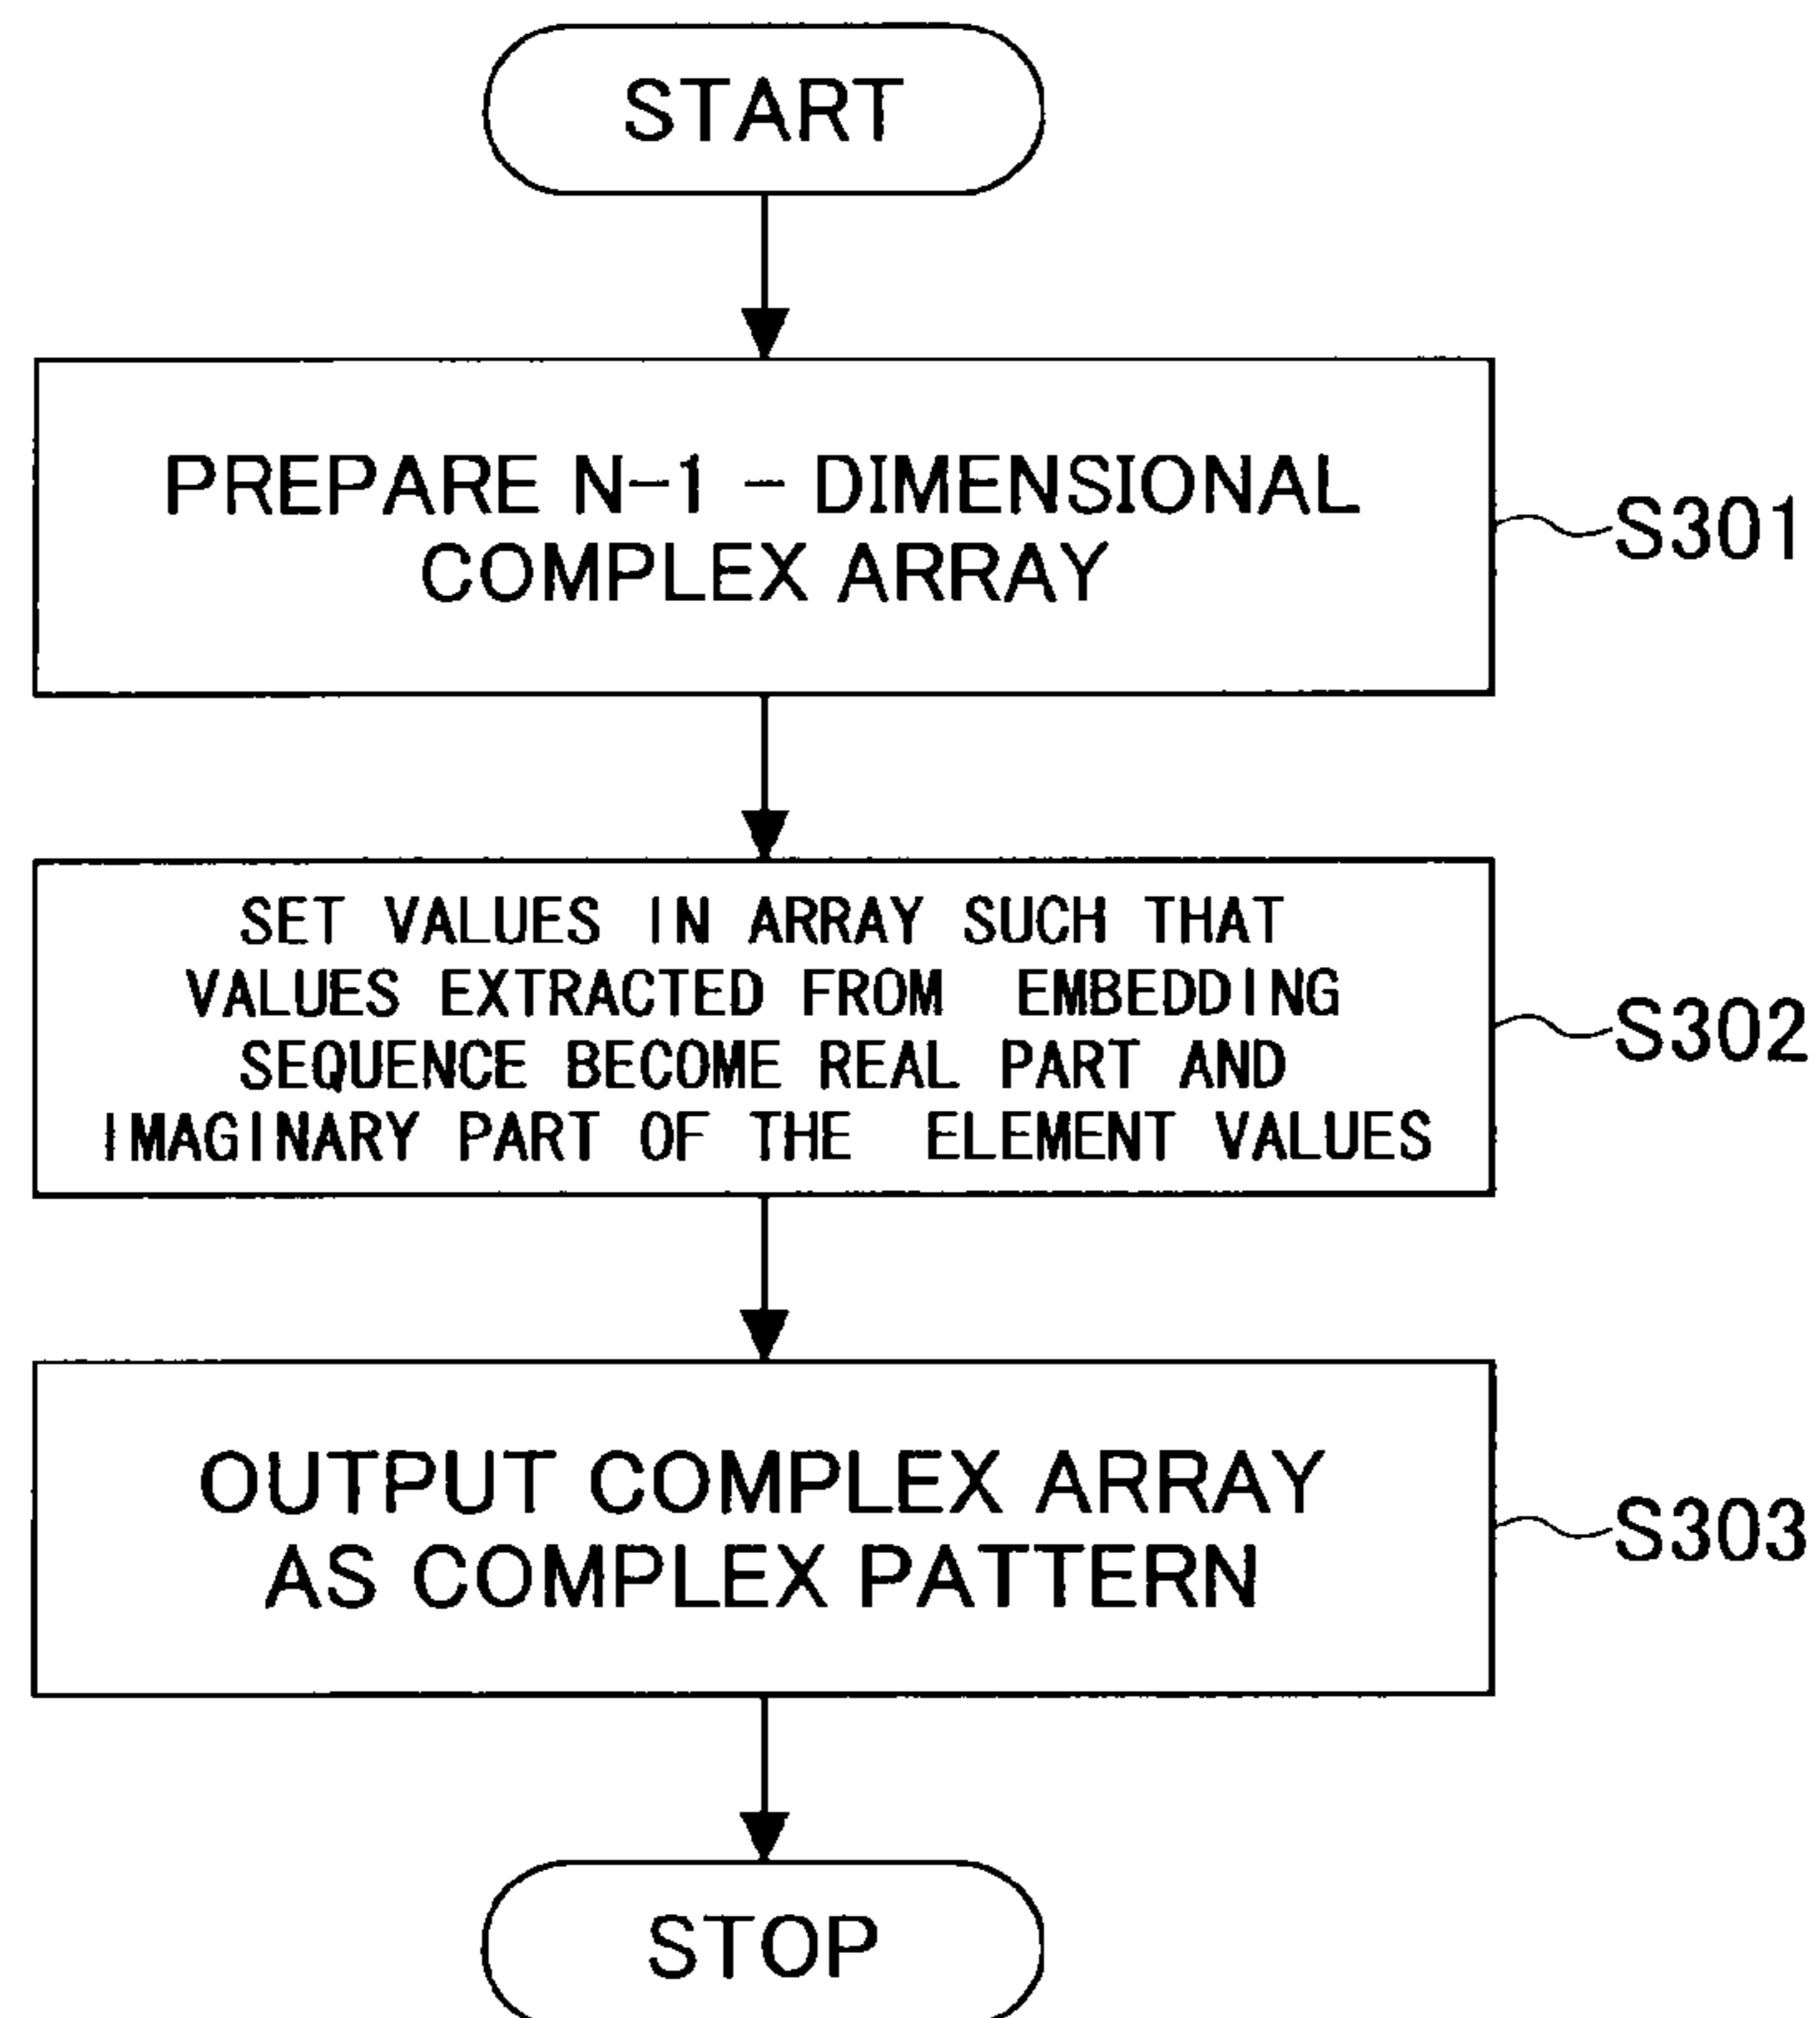 START
PREPARE N-1 - DIMENSIONAL
COMPLEX ARRAY
S301
SET VALUES IN ARRAY SUCH THAT
VALUES EXTRACTED FROM EMBEDDING
SEQUENCE BECOME REAL PART AND
IMAGINARY PART OF THE ELEMENT VALUES
S302
OUTPUT COMPLEX ARRAY
AS COMPLEX PATTERN
S303
STOP